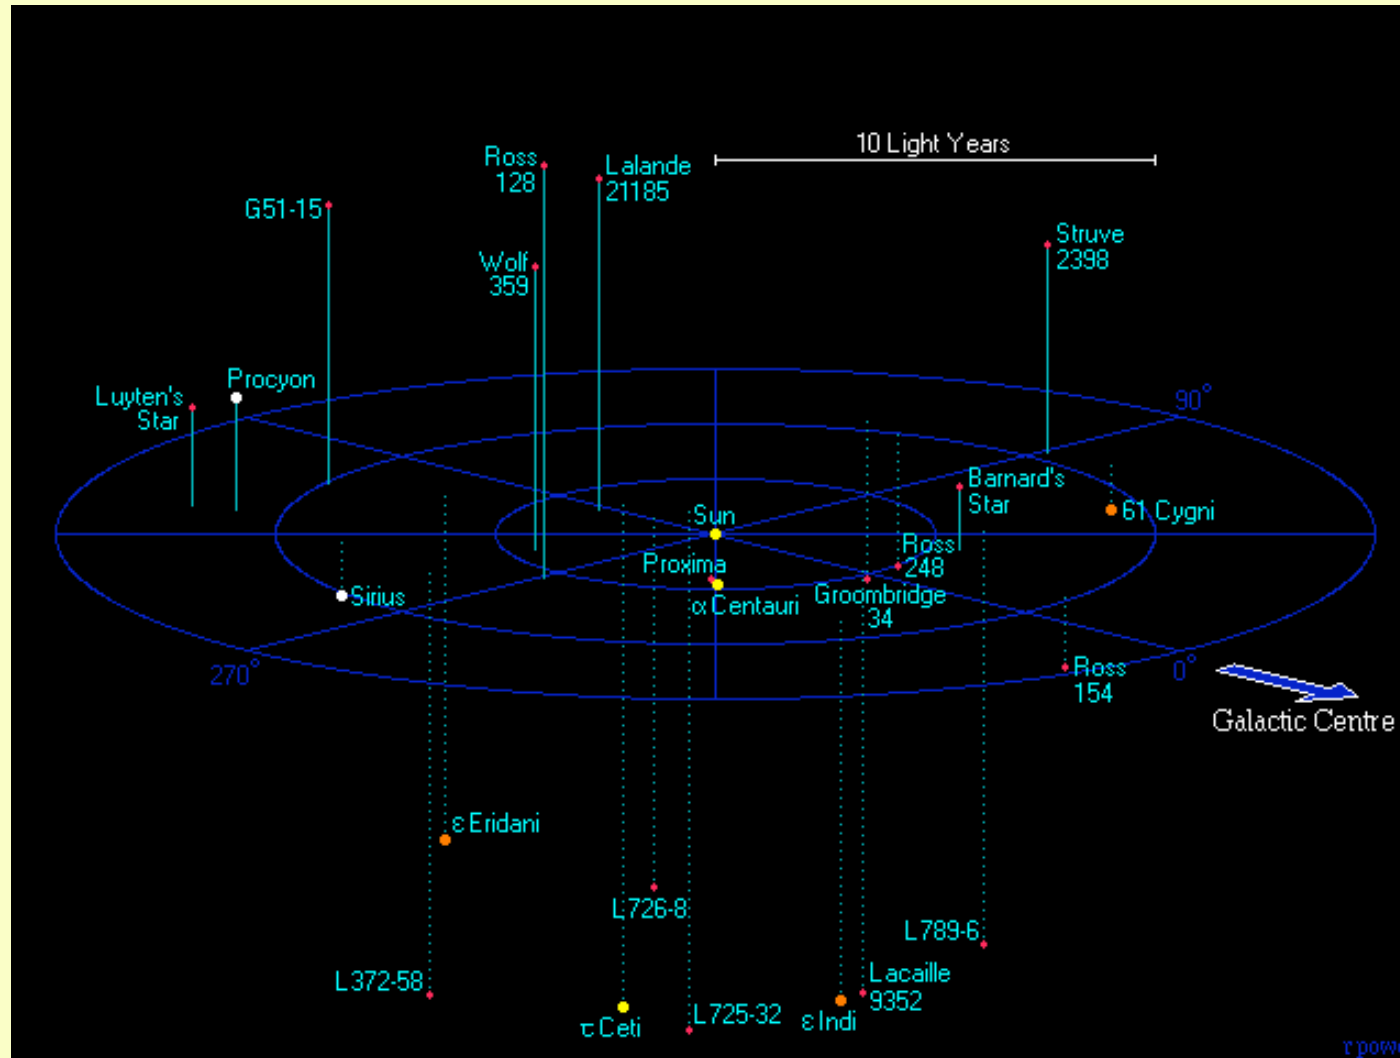 10 Light Years
Ross
128
Lalande
21185
G51-15
Wolf
359
Struve
2398
Procyon
Luyten's
Star
90°
Barnard's
Star
Sun
61 Cygni
Ross
248
Proxima
α Centauri
Groombridge
34
Sirius
270°
0°
Ross
154
Galactic Centre
ε Eridani
L726-8
L789-6
L372-58
Lacaille
9352
τ Ceti
L725-32
ε Indi